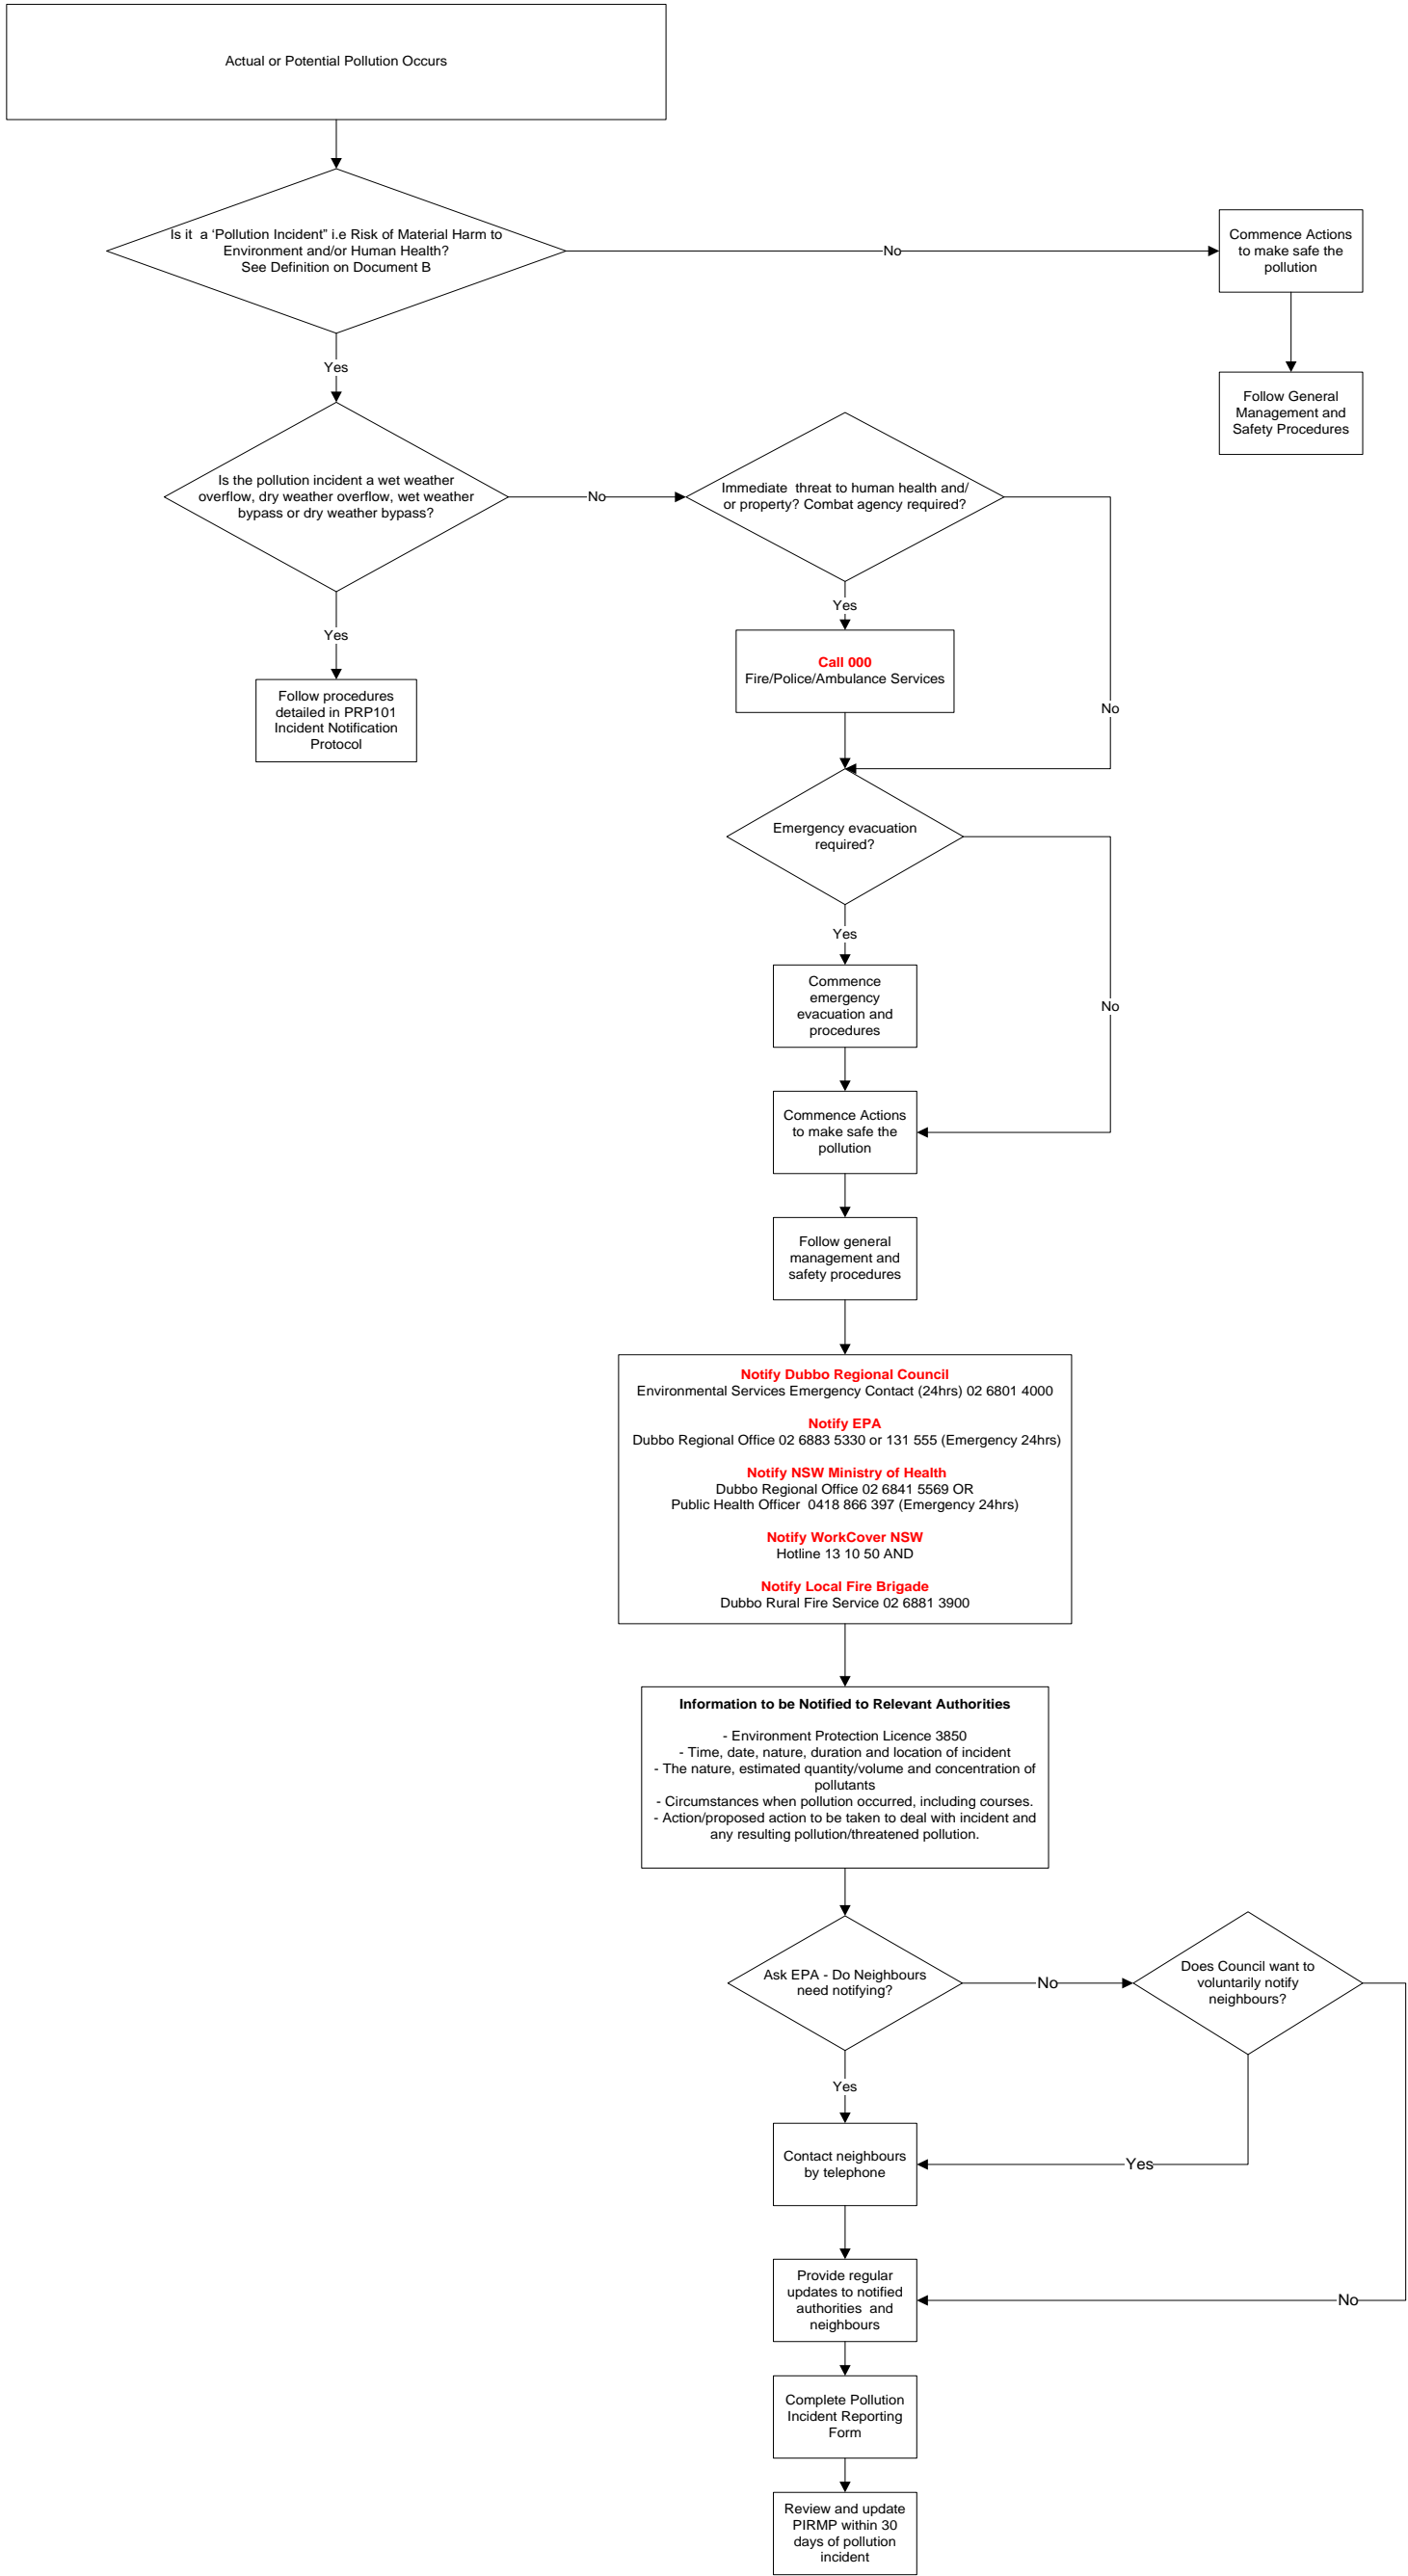 Actual or Potential Pollution Occurs
Is it  a ‘Pollution Incident” i.e Risk of Material Harm to
Environment and/or Human Health?
See Definition on Document B
No
Commence Actions
to make safe the
pollution
Follow General
Management and
Safety Procedures
Yes
Is the pollution incident a wet weather
overflow, dry weather overflow, wet weather
bypass or dry weather bypass?
No
Immediate  threat to human health and/
or property? Combat agency required?
Yes
Follow procedures
detailed in PRP101
Incident Notification
Protocol
Yes
Call 000
Fire/Police/Ambulance Services
No
Emergency evacuation
required?
Yes
No
Commence
emergency
evacuation and
procedures
Commence Actions
to make safe the
pollution
Follow general
management and
safety procedures
Notify Dubbo Regional Council
Environmental Services Emergency Contact (24hrs) 02 6801 4000
Notify EPA
Dubbo Regional Office 02 6883 5330 or 131 555 (Emergency 24hrs)
Notify NSW Ministry of Health
Dubbo Regional Office 02 6841 5569 OR
Public Health Officer  0418 866 397 (Emergency 24hrs)
Notify WorkCover NSW
Hotline 13 10 50 AND
Notify Local Fire Brigade
Dubbo Rural Fire Service 02 6881 3900
Information to be Notified to Relevant Authorities
- Environment Protection Licence 3850
- Time, date, nature, duration and location of incident
- The nature, estimated quantity/volume and concentration of
pollutants
- Circumstances when pollution occurred, including courses.
- Action/proposed action to be taken to deal with incident and
any resulting pollution/threatened pollution.
Ask EPA - Do Neighbours
need notifying?
No
Does Council want to
voluntarily notify
neighbours?
Yes
Contact neighbours
by telephone
Yes
Provide regular
updates to notified
authorities  and
neighbours
No
Complete Pollution
Incident Reporting
Form
Review and update
PIRMP within 30
days of pollution
incident